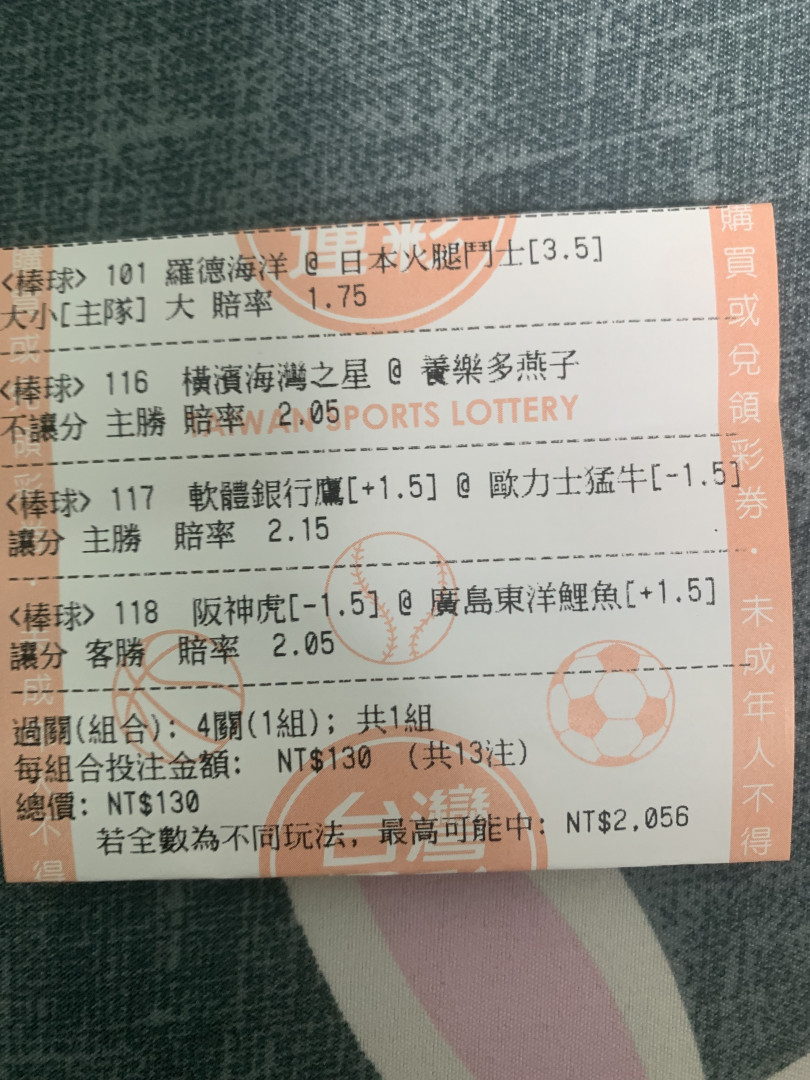 運彩
<棒球> 101 羅德海洋 @ 日本火腿鬥士[3.5]
大小[主隊] 大 賠率 1.75
<棒球> 116 橫濱海灣之星 @ 養樂多燕子
不讓分 主勝 賠率 2.05
TAIWAN SPORTS LOTTERY
<棒球> 117 軟體銀行鷹[+1.5] @ 歐力士猛牛[-1.5]
讓分 主勝 賠率 2.15
<棒球> 118 阪神虎[-1.5] @ 廣島東洋鯉魚[+1.5]
讓分 客勝 賠率 2.05
過關(組合): 4關(1組); 共1組
每組合投注金額: NT$130 (共13注)
總價: NT$130
若全數為不同玩法, 最高可能中: NT$2,056
台灣
購買或兌領彩券．未成年人不得